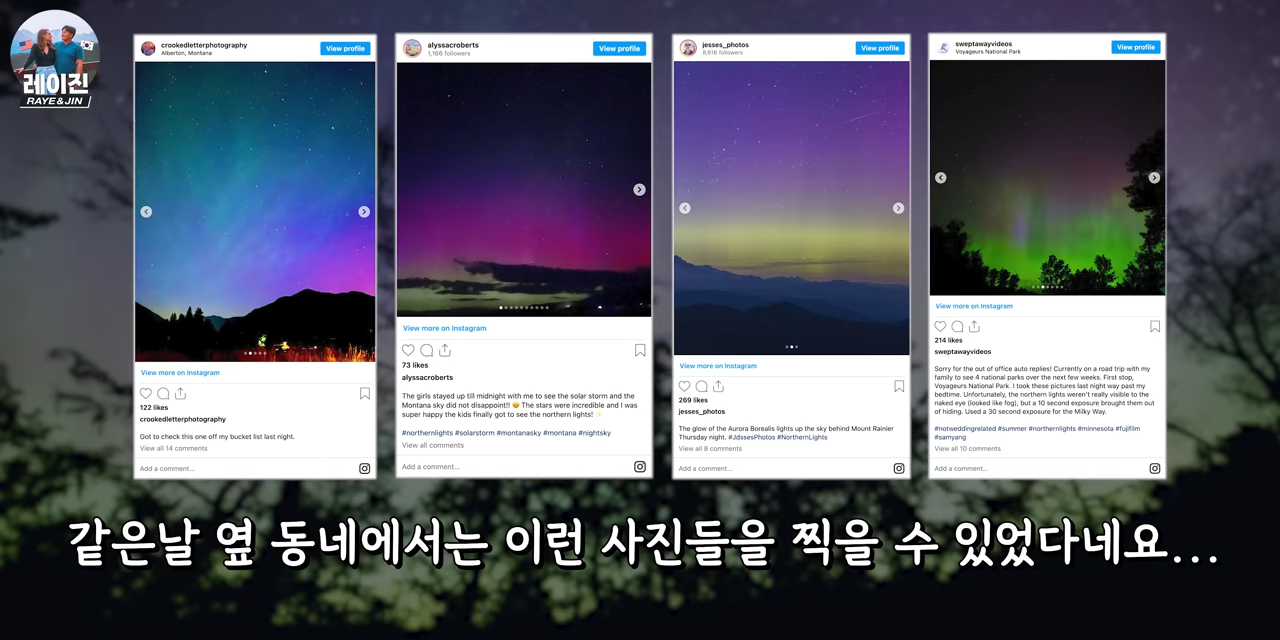 레이진
RAYE & JIN
crookedletterphotography
Alberton, Montana
View profile
View more on Instagram
122 likes
crookedletterphotography
Got to check this one off my bucket list last night.
View all 14 comments
Add a comment...
alyssacroberts
1,166 followers
View profile
View more on Instagram
73 likes
alyssacroberts
The girls stayed up till midnight with me to see the solar storm and the
Montana sky did not disappoint!! 🤩 The stars were incredible and I was
super happy the kids finally got to see the northern lights! ✨
#northernlights #solarstorm #montanasky #montana #nightsky
View all comments
Add a comment...
jesses_photos
8,616 followers
View profile
View more on Instagram
269 likes
jesses_photos
The glow of the Aurora Borealis lights up the sky behind Mount Rainier
Thursday night. #JdssesPhotos #NorthernLights
View all 8 comments
Add a comment...
sweptawayvideos
Voyageurs National Park
View profile
View more on Instagram
214 likes
sweptawayvideos
Sorry for the out of office auto replies! Currently on a road trip with my
family to see 4 national parks over the next few weeks. First stop,
Voyageurs National Park. I took these pictures last night way past my
bedtime. Unfortunately, the northern lights weren't really visible to the
naked eye (looked like fog), but a 10 second exposure brought them out
of hiding. Used a 30 second exposure for the Milky Way.
#notweddingrelated #summer #northernlights #minnesota #fujifilm
#samyang
View all 10 comments
Add a comment...
같은날 옆 동네에서는 이런 사진들을 찍을 수 있었다네요...